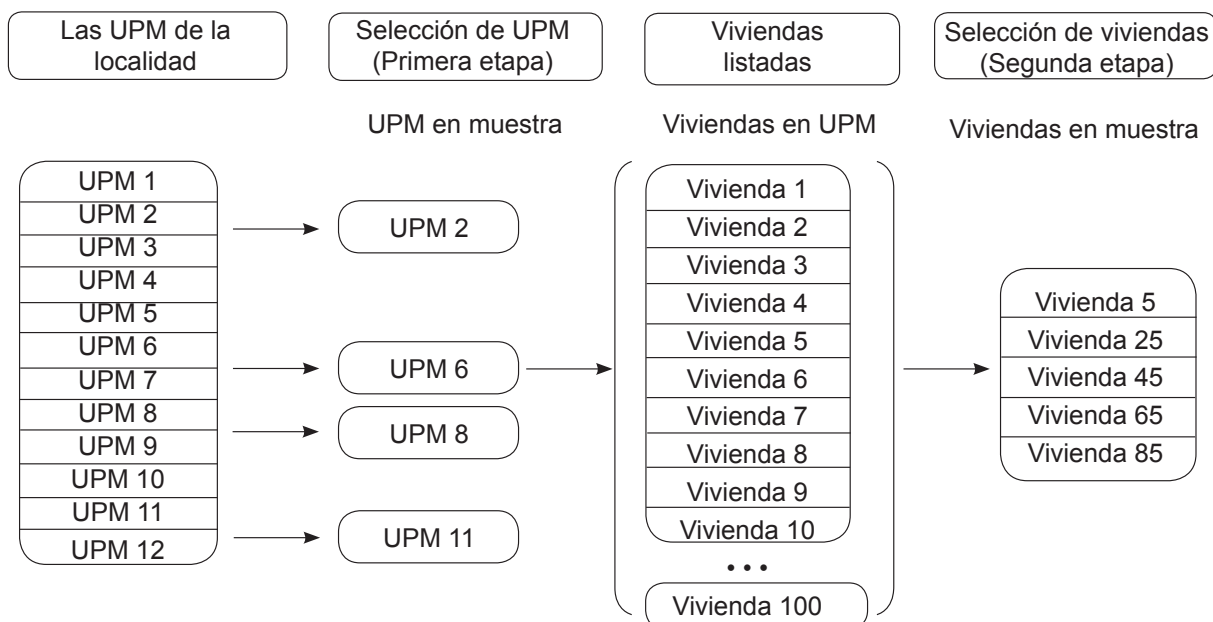 Las UPM de la
localidad
Selección de UPM
(Primera etapa)
Viviendas
listadas
Selección de viviendas
(Segunda etapa)
UPM en muestra
Viviendas en UPM
Viviendas en muestra
UPM 1
UPM 2
UPM 3
UPM 4
UPM 5
UPM 6
UPM 7
UPM 8
UPM 9
UPM 10
UPM 11
UPM 12
UPM 2
UPM 6
UPM 8
UPM 11
Vivienda 1
Vivienda 2
Vivienda 3
Vivienda 4
Vivienda 5
Vivienda 6
Vivienda 7
Vivienda 8
Vivienda 9
Vivienda 10
• • •
Vivienda 100
Vivienda 5
Vivienda 25
Vivienda 45
Vivienda 65
Vivienda 85